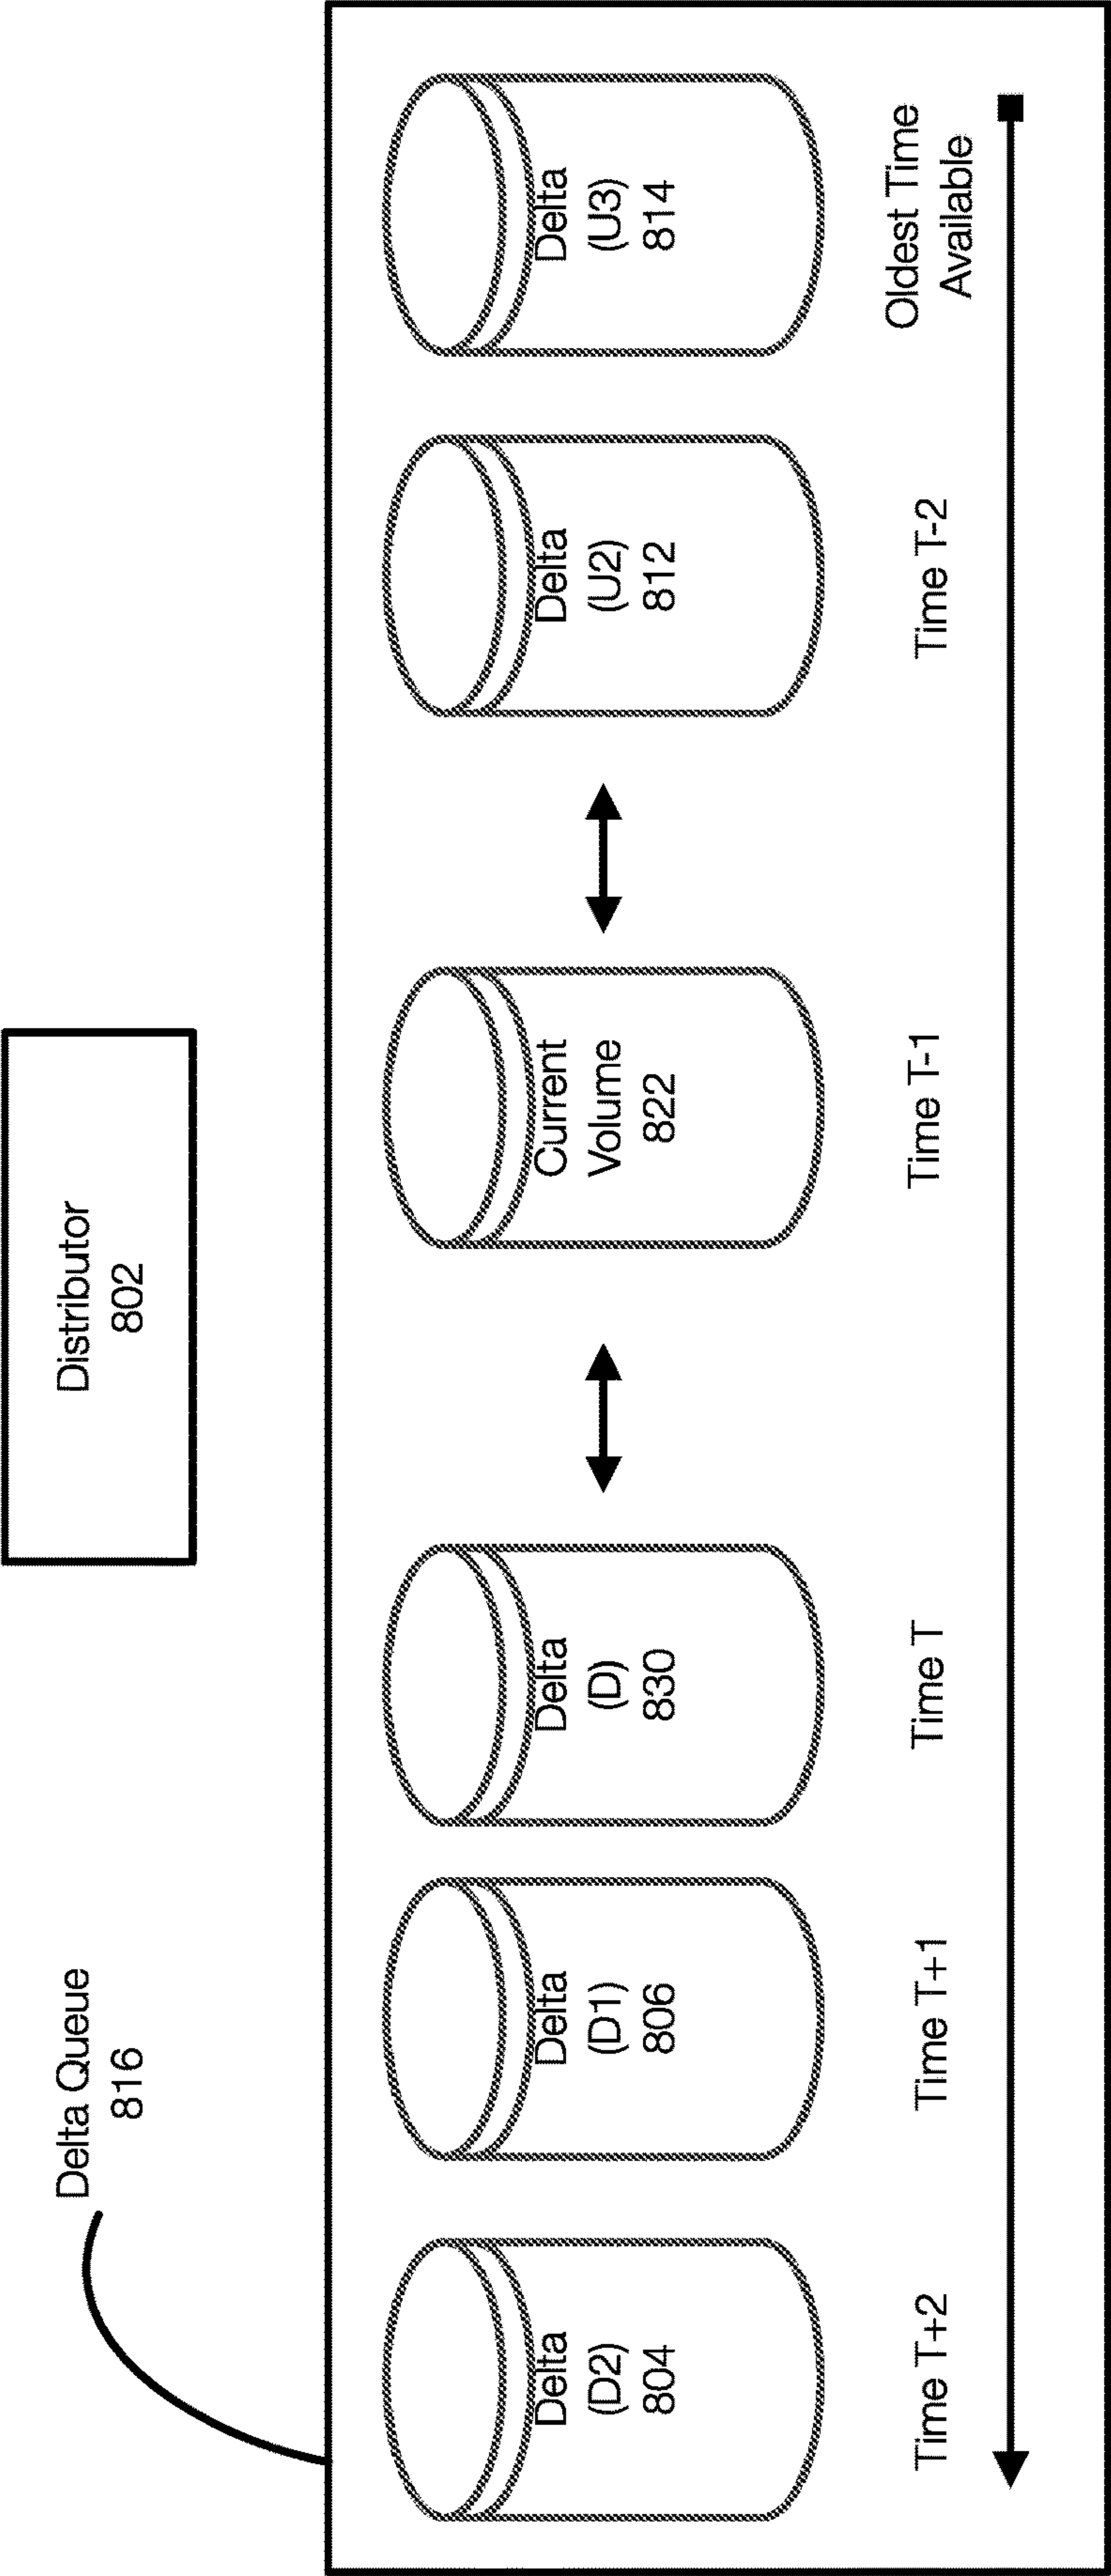 Distributor
802
Delta Queue
816
Delta
(D2)
804
Delta
(D1)
806
Delta
(D)
830
Current
Volume
822
Delta
(U2)
812
Delta
(U3)
814
Time T+2
Time T+1
Time T
Time T-1
Time T-2
Oldest Time
Available